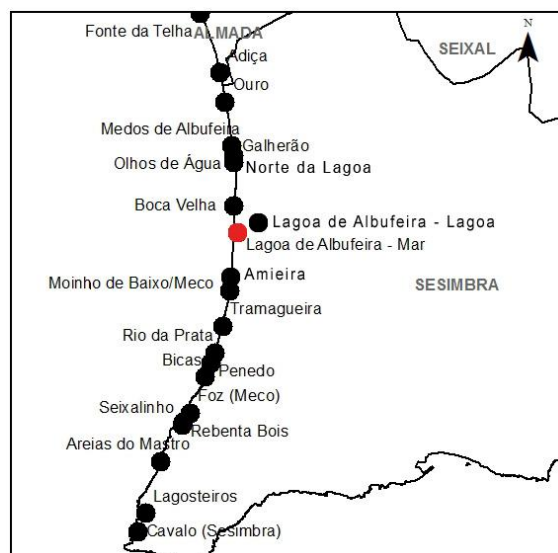 N
Fonte da Telha
ALMADA
SEIXAL
Adiça
Ouro
Medos de Albufeira
Galherão
Olhos de Água
Norte da Lagoa
Boca Velha
Lagoa de Albufeira - Lagoa
Lagoa de Albufeira - Mar
Amieira
Moinho de Baixo/Meco
SESIMBRA
Tramagueira
Rio da Prata
Bicas
Penedo
Foz (Meco)
Seixalinho
Rebenta Bois
Areias do Mastro
Lagosteiros
Cavalo (Sesimbra)